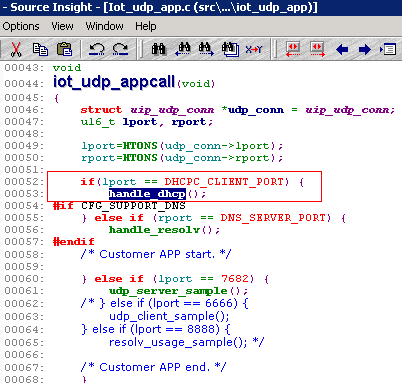 - Source Insight - [Iot_udp_app.c (src\...\iot_udp_app)]
Options View Window Help
00043: void
00044: iot_udp_appcall(void)
00045: {
00046: struct uip_udp_conn *udp_conn = uip_udp_conn;
00047: u16_t lport, rport;
00048:
00049: lport=HTONS(udp_conn->lport);
00050: rport=HTONS(udp_conn->rport);
00051:
00052: if(lport == DHCPC_CLIENT_PORT) {
00053: handle_dhcp();
00054: #if CFG_SUPPORT_DNS
00055: } else if (rport == DNS_SERVER_PORT) {
00056: handle_resolv();
00057: #endif
00058: /* Customer APP start. */
00059:
00060: } else if (lport == 7682) {
00061: udp_server_sample();
00062: /* } else if (lport == 6666) {
00063: udp_client_sample();
00064: } else if (lport == 8888) {
00065: resolv_usage_sample(); */
00066:
00067: /* Customer APP end. */
00068: }